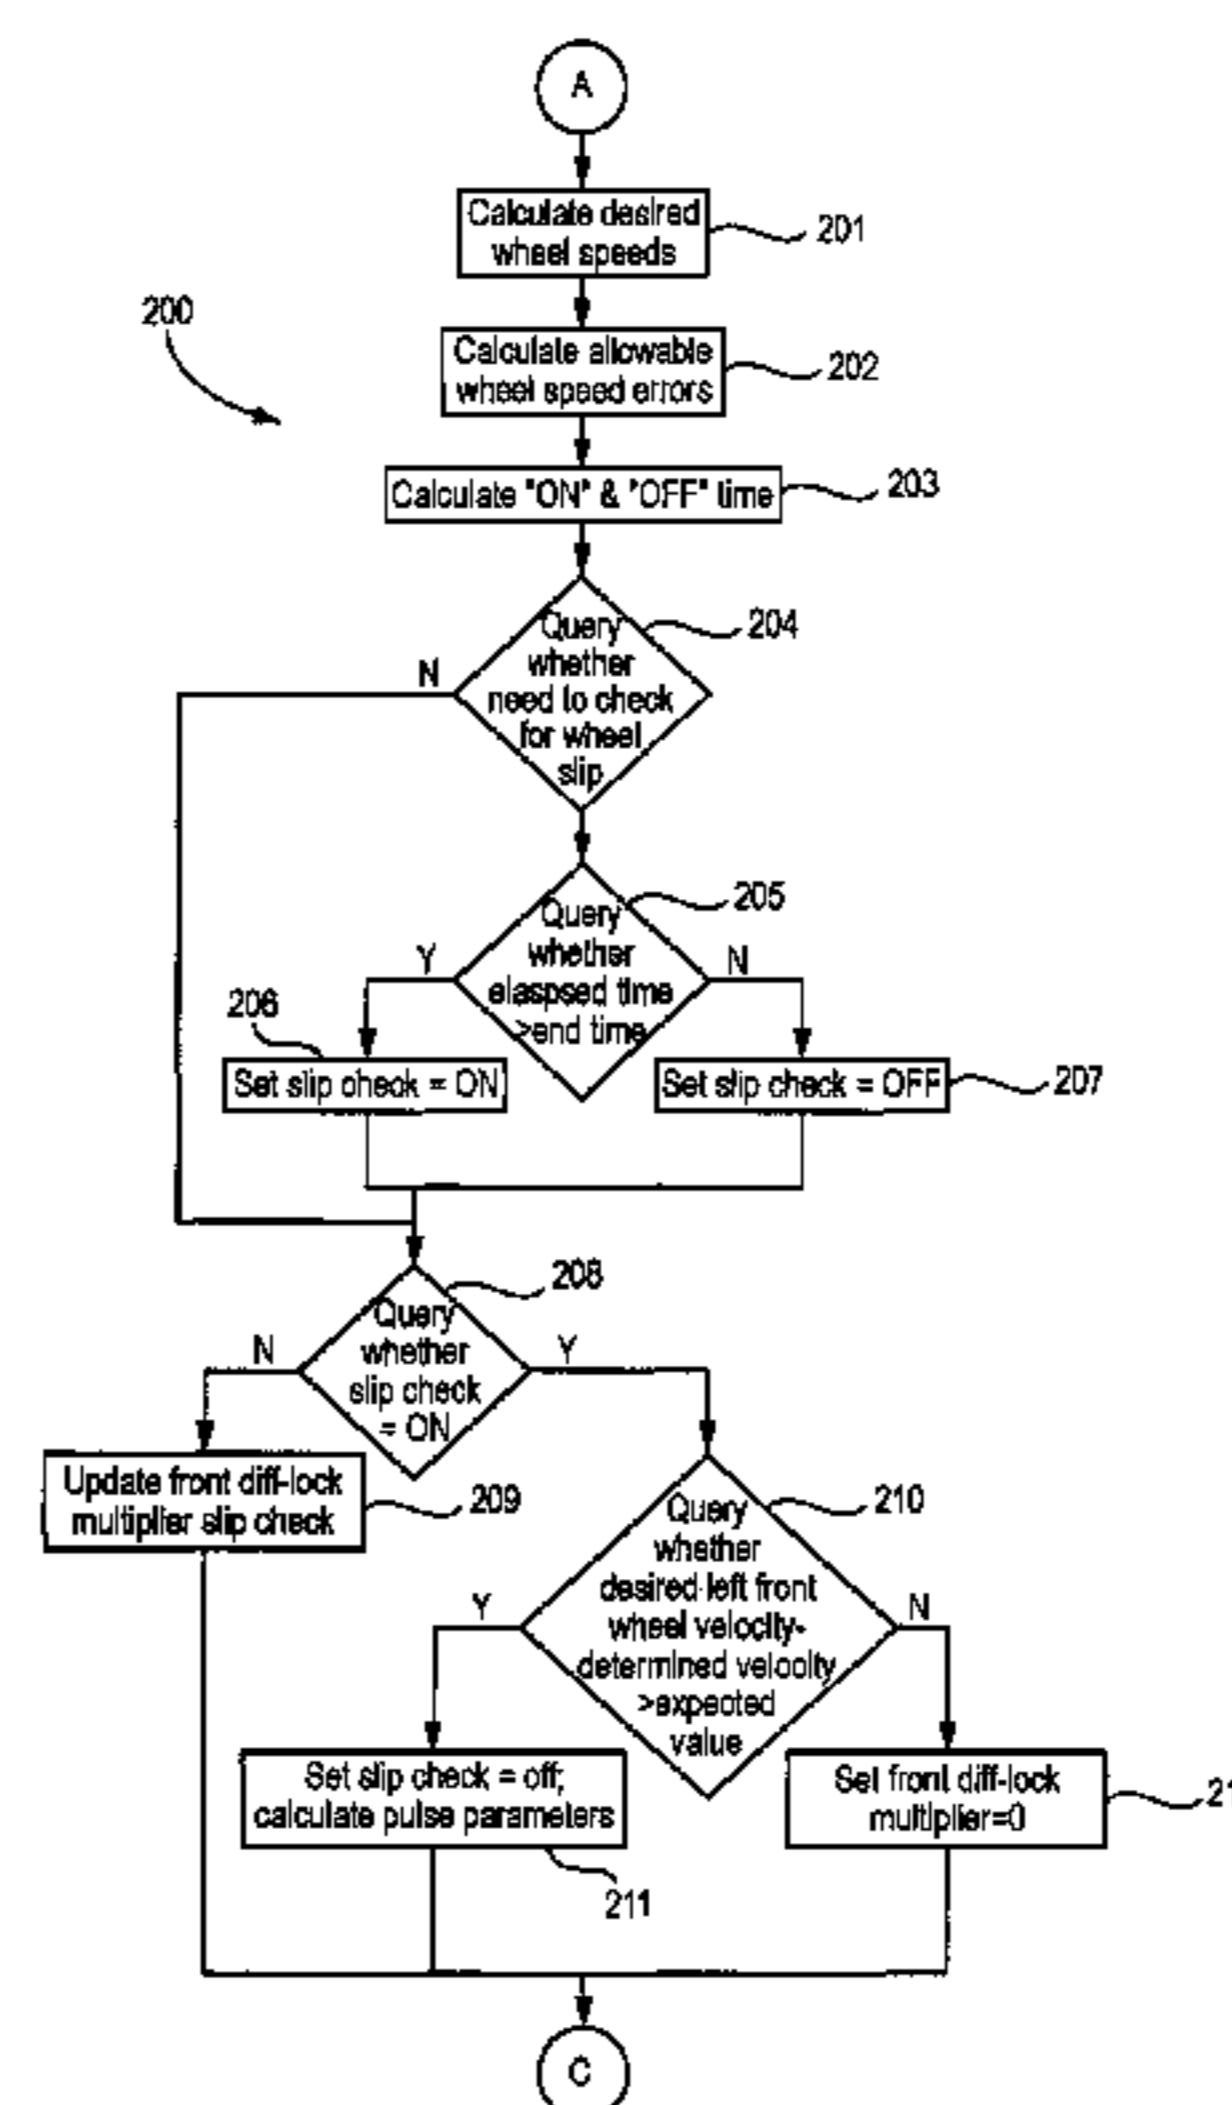 A
Calculate desired
wheel speeds
201
200
Calculate allowable
wheel speed errors
202
Calculate "ON" & "OFF" time
203
Query
whether
need to check
for wheel
slip
204
N
Query
whether
elaspsed time
>end time
205
Y
N
206
Set slip check = ON
Set slip check = OFF
207
Query
whether
slip check
= ON
208
N
Y
Update front diff-lock
multiplier slip check
209
Query
whether
desired left front
wheel velocity-
determined velocity
>expected
value
210
Y
N
Set slip check = off;
calculate pulse parameters
211
Set front diff-lock
multiplier=0
C